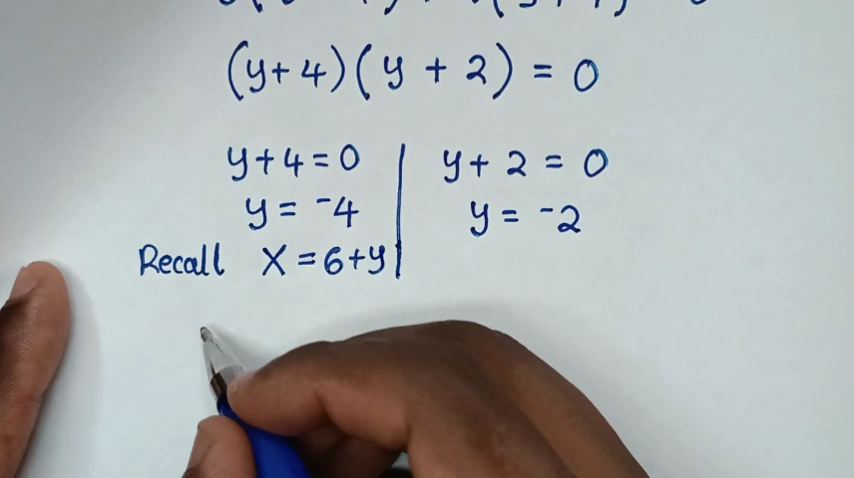 (y+4)(y + 2) = 0
y+4=0 | y+ 2 = 0
y = -4 | y = -2
Recall x = 6+y